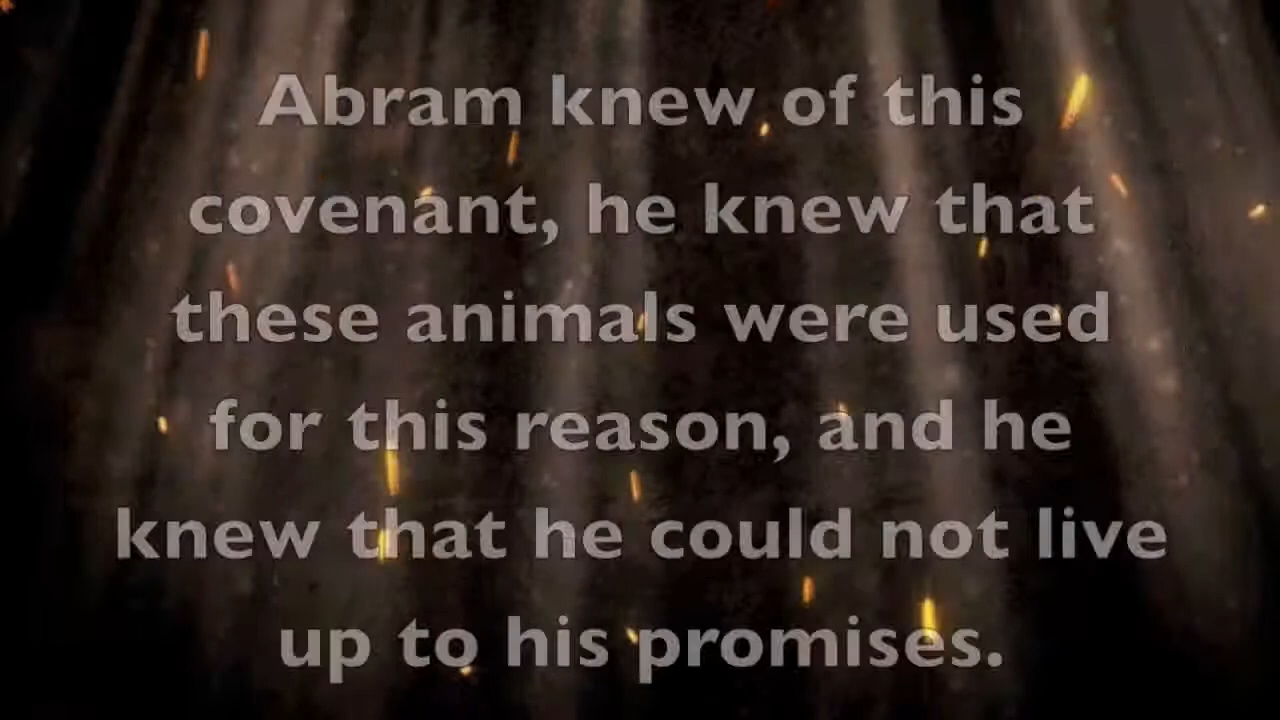 Abram knew of this
covenant, he knew that
these animals were used
for this reason, and he
knew that he could not live
up to his promises.